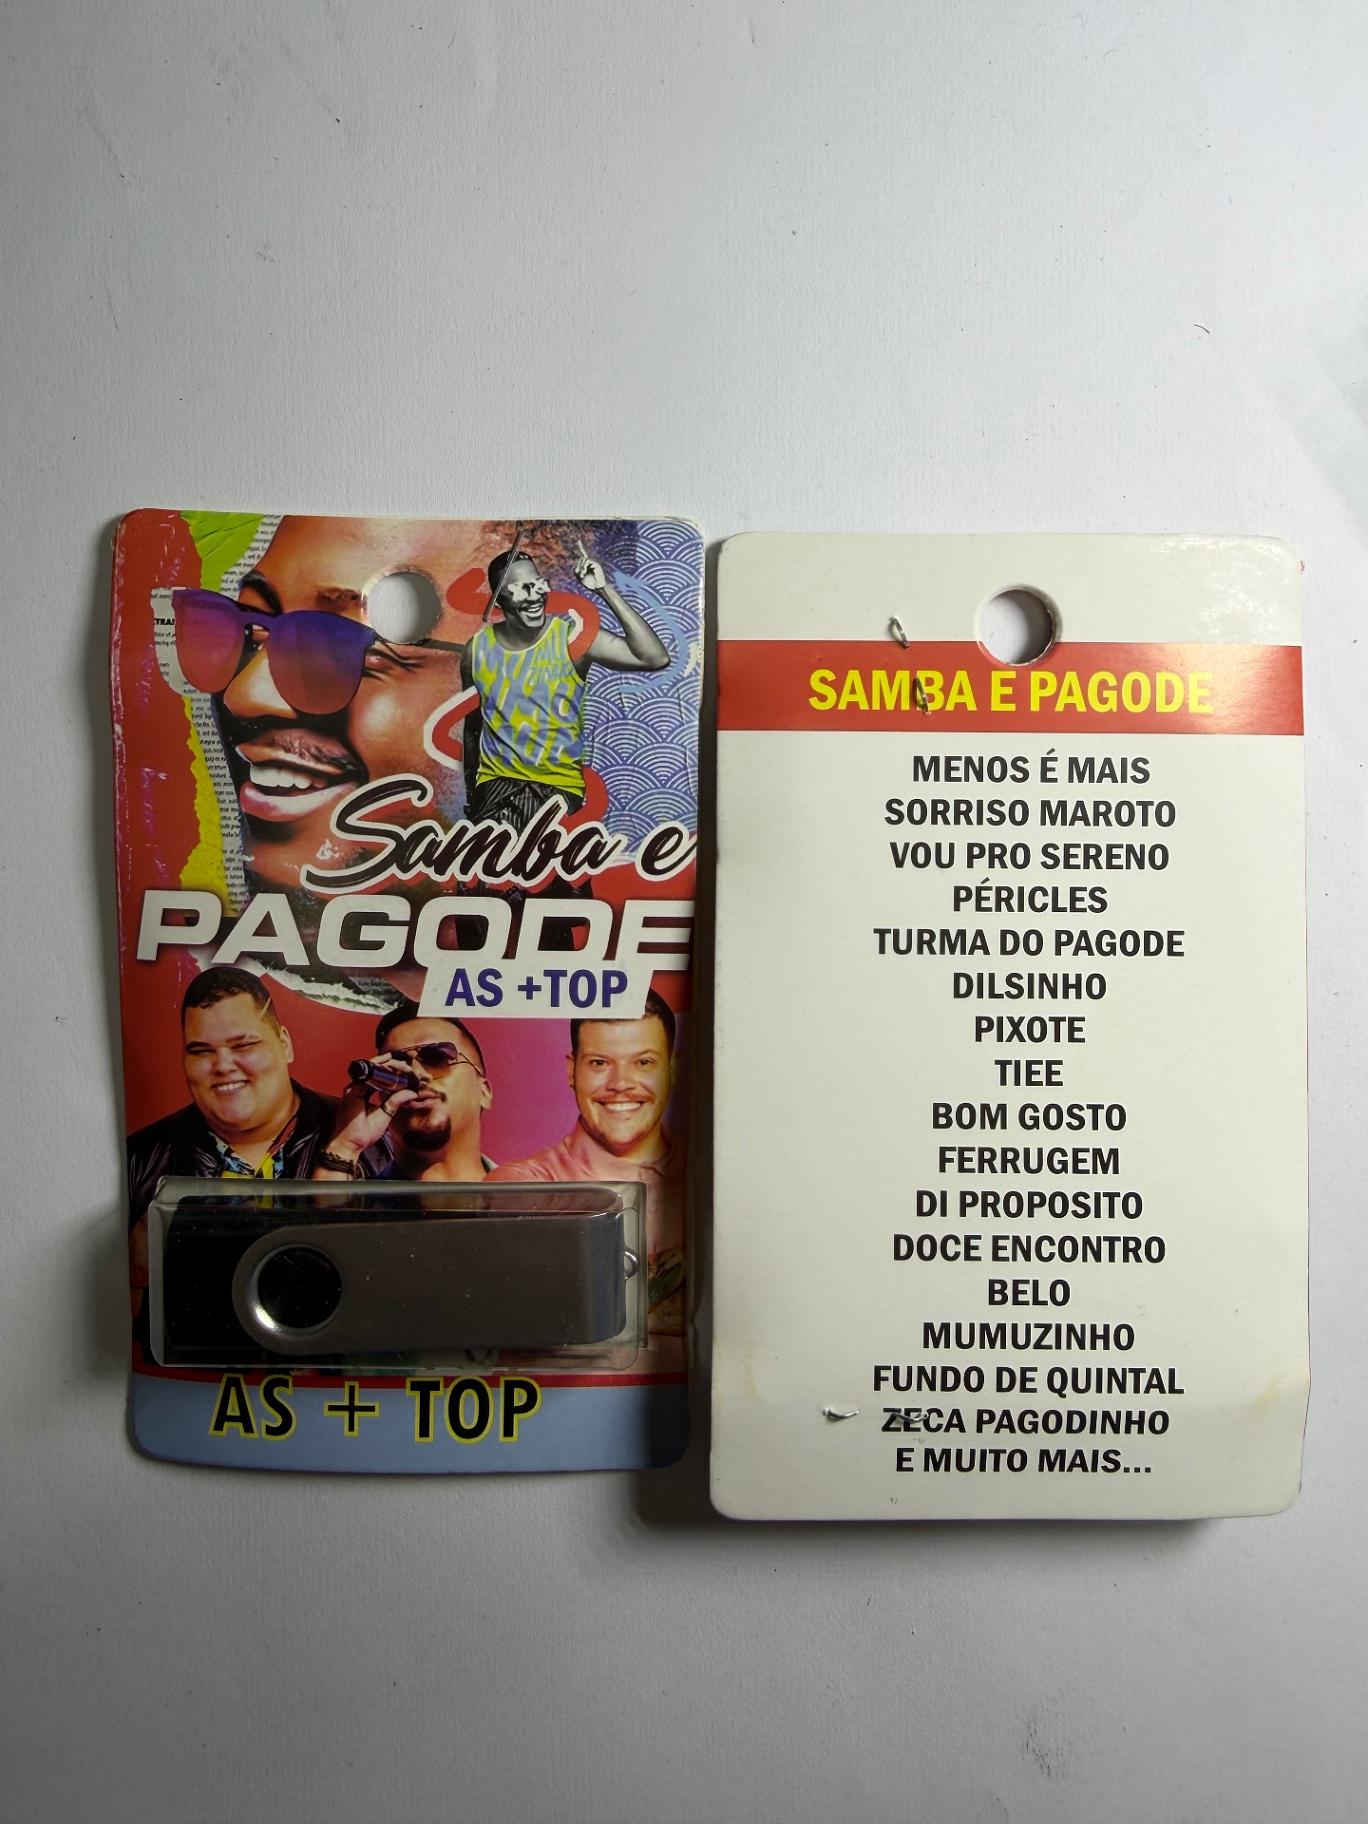 Samba e
PAGODE
AS +TOP
AS + TOP
SAMBA E PAGODE
MENOS É MAIS
SORRISO MAROTO
VOU PRO SERENO
PÉRICLES
TURMA DO PAGODE
DILSINHO
PIXOTE
TIEE
BOM GOSTO
FERRUGEM
DI PROPOSITO
DOCE ENCONTRO
BELO
MUMUZINHO
FUNDO DE QUINTAL
ZECA PAGODINHO
E MUITO MAIS...